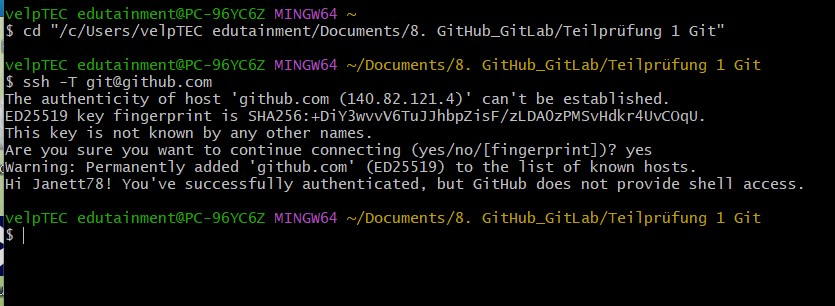 velpTEC edutainment@PC-96YC6Z MINGW64 ~
$ cd "/c/Users/velpTEC edutainment/Documents/8. GitHub_GitLab/Teilprüfung 1 Git"
velpTEC edutainment@PC-96YC6Z MINGW64 ~/Documents/8. GitHub_GitLab/Teilprüfung 1 Git
$ ssh -T git@github.com
The authenticity of host 'github.com (140.82.121.4)' can't be established.
ED25519 key fingerprint is SHA256:+DiY3wvvV6TuJJhbpZisF/zLDA0zPMSvHdkr4UvCOqU.
This key is not known by any other names.
Are you sure you want to continue connecting (yes/no/[fingerprint])? yes
Warning: Permanently added 'github.com' (ED25519) to the list of known hosts.
Hi Janett78! You've successfully authenticated, but GitHub does not provide shell access.
velpTEC edutainment@PC-96YC6Z MINGW64 ~/Documents/8. GitHub_GitLab/Teilprüfung 1 Git
$